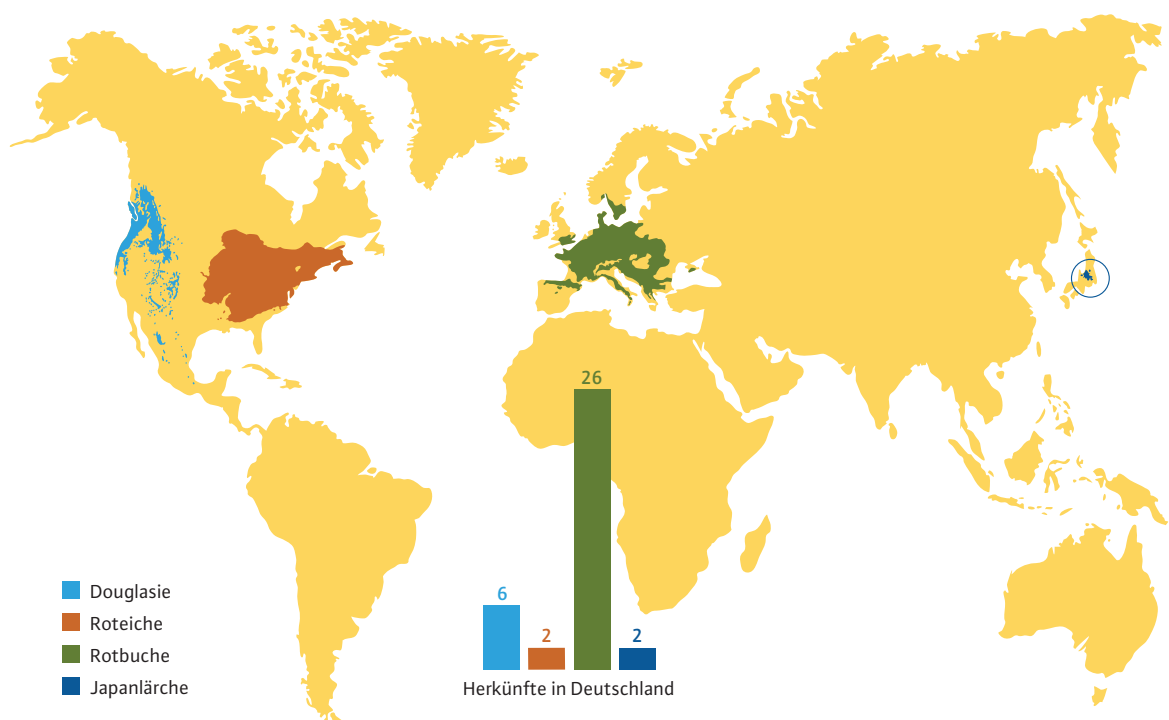 26
6
2
2
Douglasie
Roteiche
Rotbuche
Japanlärche
Herkünfte in Deutschland